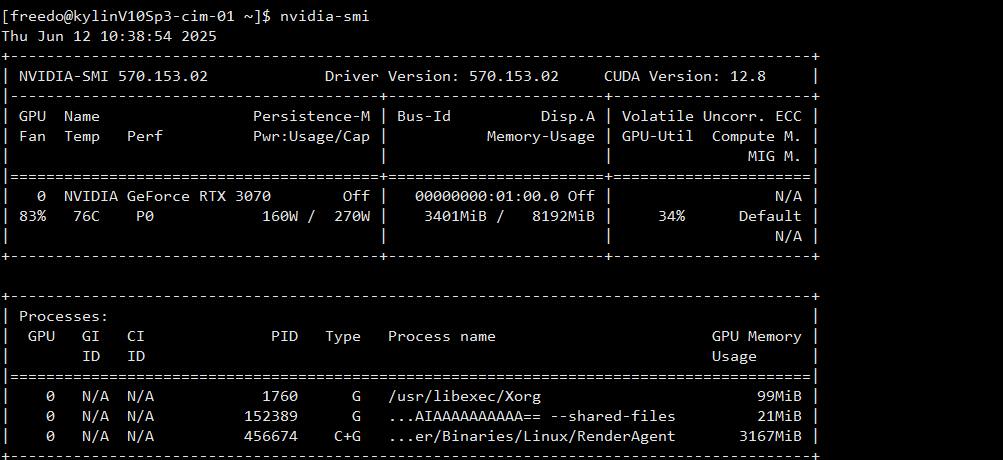 [freedo@kylinV10Sp3-cim-01 ~]$ nvidia-smi
Thu Jun 12 10:38:54 2025
+-----------------------------------------------------------------------------------------+
| NVIDIA-SMI 570.153.02             Driver Version: 570.153.02     CUDA Version: 12.8     |
|-----------------------------------------+------------------------+----------------------+
| GPU  Name                 Persistence-M | Bus-Id          Disp.A | Volatile Uncorr. ECC |
| Fan  Temp   Perf          Pwr:Usage/Cap |           Memory-Usage | GPU-Util  Compute M. |
|                                         |                        |               MIG M. |
|=========================================+========================+======================|
|   0  NVIDIA GeForce RTX 3070        Off |   00000000:01:00.0 Off |                  N/A |
| 83%   76C    P0            160W /  270W |    3401MiB /   8192MiB |     34%      Default |
|                                         |                        |                  N/A |
+-----------------------------------------+------------------------+----------------------+
+-----------------------------------------------------------------------------------------+
| Processes:                                                                              |
|  GPU   GI   CI              PID   Type   Process name                        GPU Memory |
|        ID   ID                                                               Usage      |
|=========================================================================================|
|    0   N/A  N/A            1760      G   /usr/libexec/Xorg                        99MiB |
|    0   N/A  N/A          152389      G   ...AIAAAAAAAAAA== --shared-files         21MiB |
|    0   N/A  N/A          456674    C+G   ...er/Binaries/Linux/RenderAgent       3167MiB |
+-----------------------------------------------------------------------------------------+